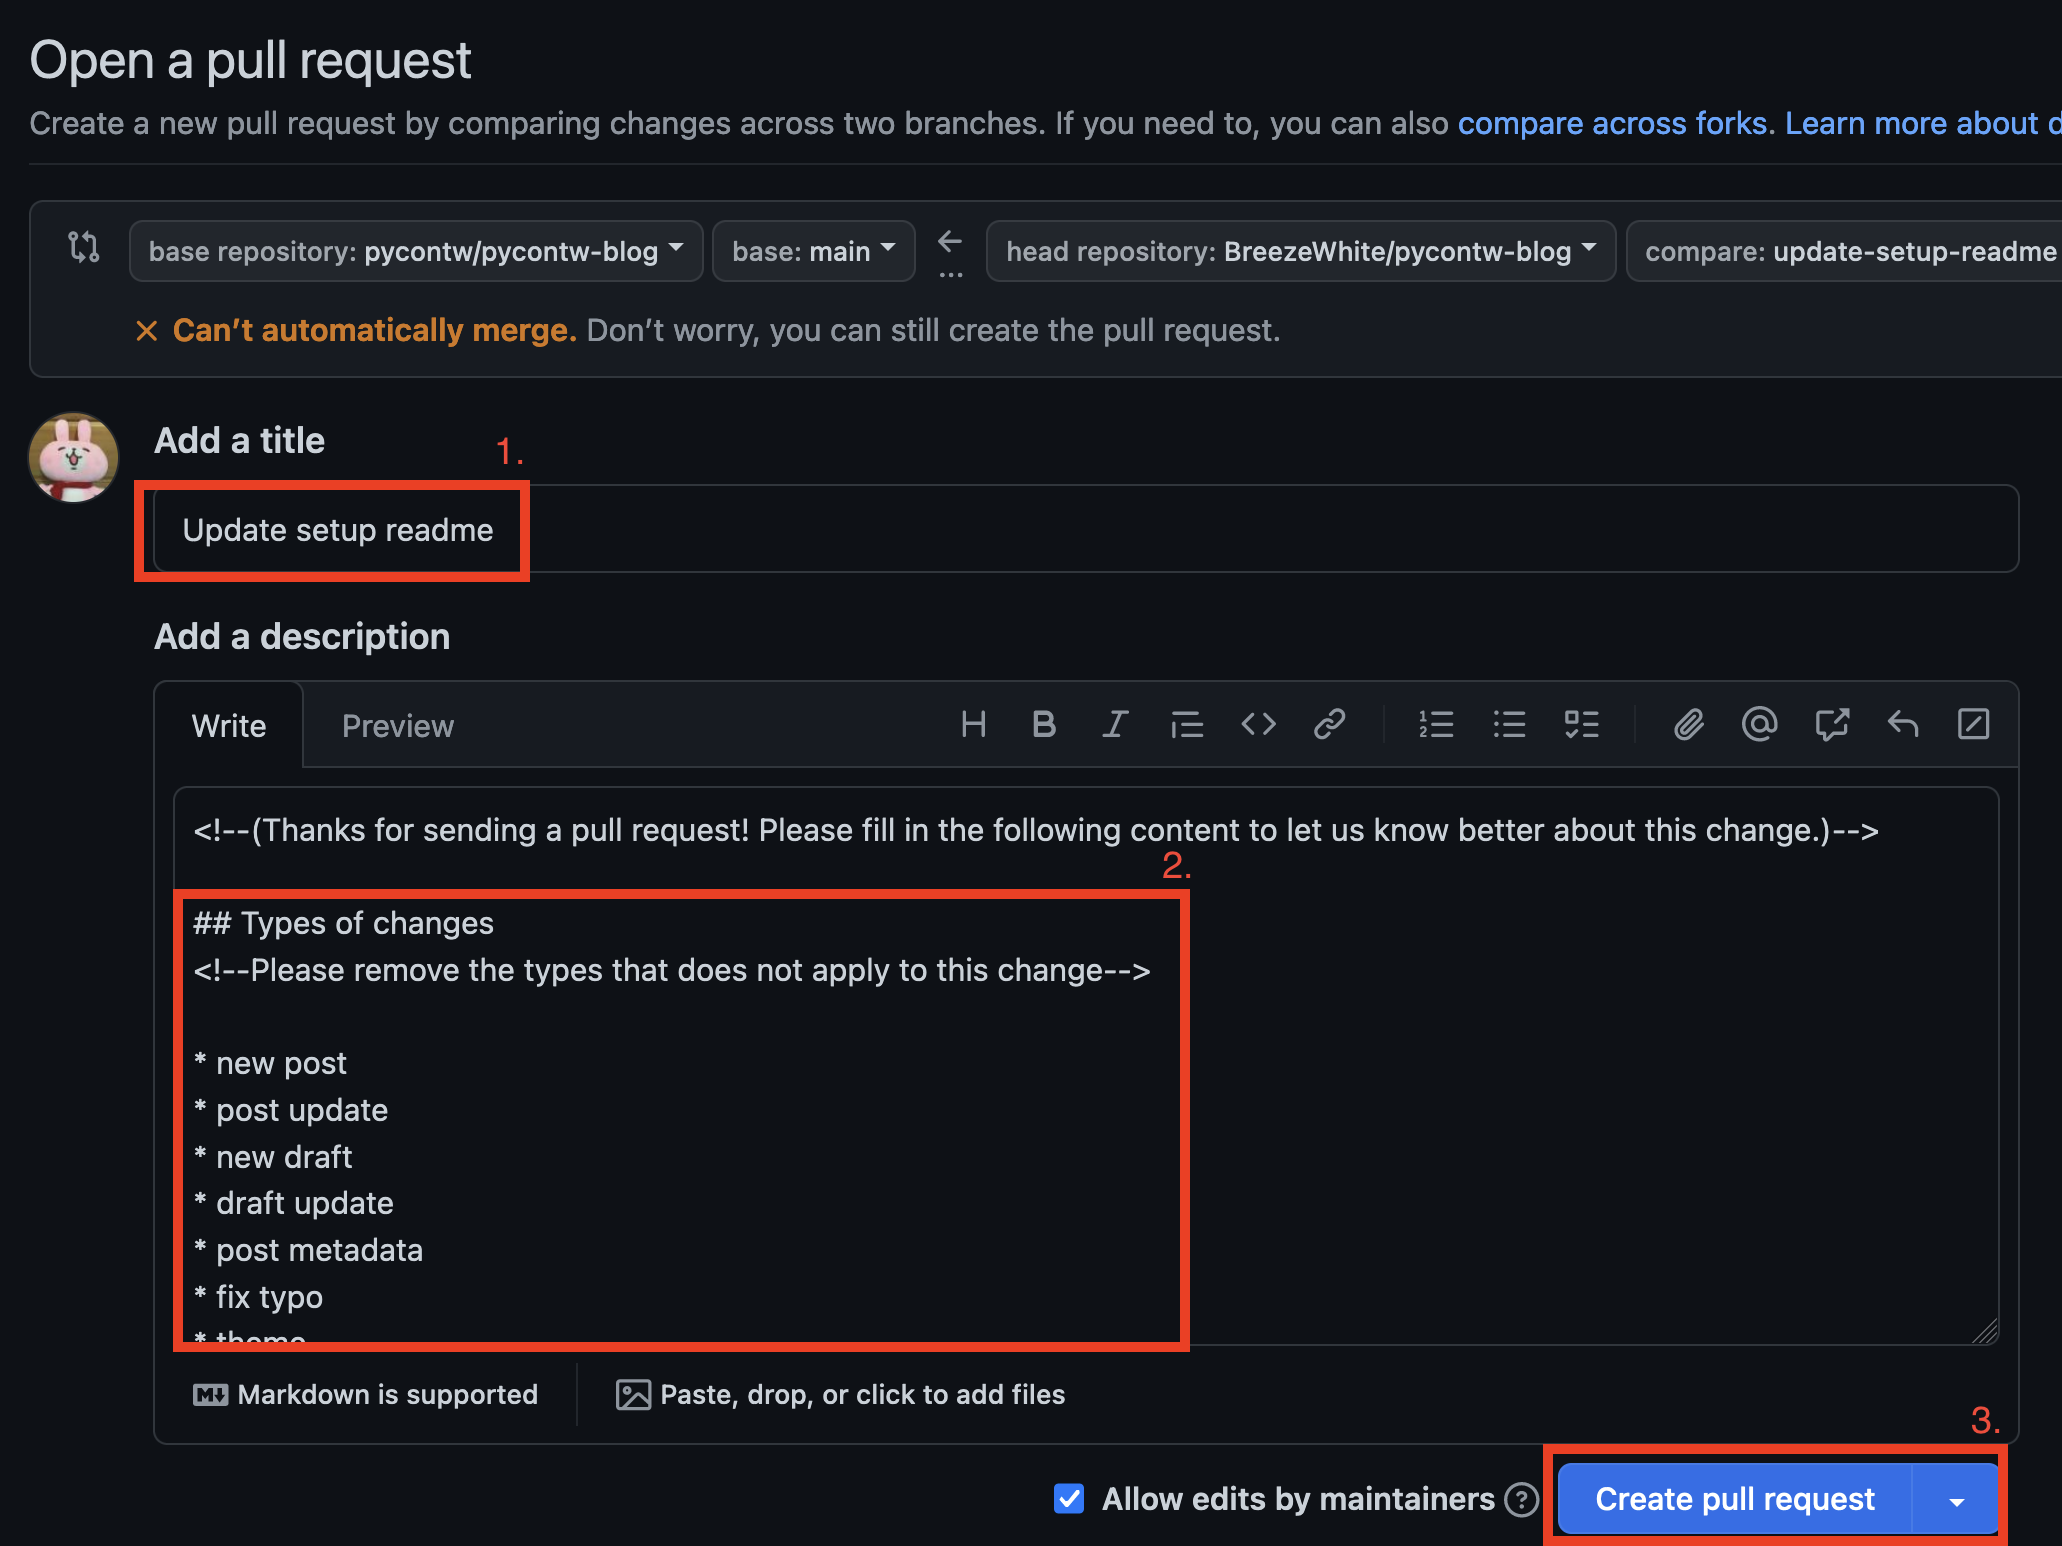 Open a pull request
Create a new pull request by comparing changes across two branches. If you need to, you can also compare across forks. Learn more about
base repository: pycontw/pycontw-blog base: main ← ... head repository: BreezeWhite/pycontw-blog compare: update-setup-readme
Can’t automatically merge. Don’t worry, you can still create the pull request.
Add a title
1.
Update setup readme
Add a description
Write Preview
<!--(Thanks for sending a pull request! Please fill in the following content to let us know better about this change.)-->
2.
## Types of changes
<!--Please remove the types that does not apply to this change-->
* new post
* post update
* new draft
* draft update
* post metadata
* fix typo
* theme
Markdown is supported Paste, drop, or click to add files
3.
Allow edits by maintainers Create pull request